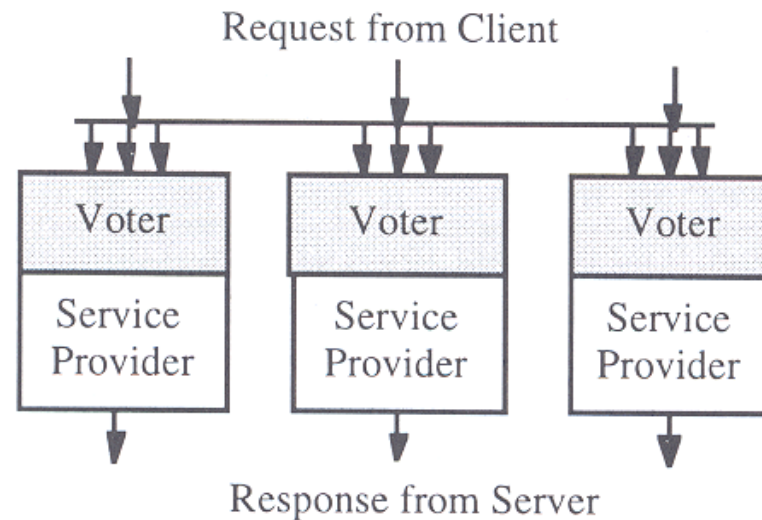 Request from Client
Voter
Voter
Voter
Service
Provider
Service
Provider
Service
Provider
Response from Server